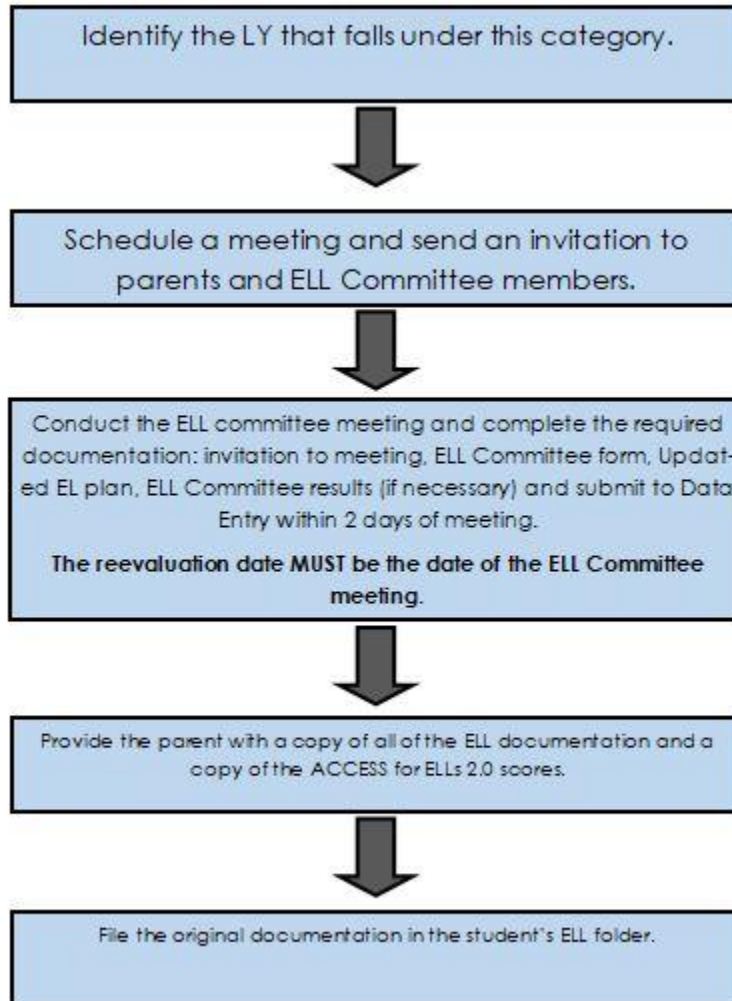 Identify the LY that falls under this category.
Schedule a meeting and send an invitation to
parents and ELL Committee members.
Conduct the ELL committee meeting and complete the required
documentation: invitation to meeting, ELL Committee form, Updat-
ed EL plan, ELL Committee results (if necessary) and submit to Data
Entry within 2 days of meeting.
The reevaluation date MUST be the date of the ELL Committee
meeting.
Provide the parent with a copy of all of the ELL documentation and a
copy of the ACCESS for ELLs 2.0 scores.
File the original documentation in the student's ELL folder.